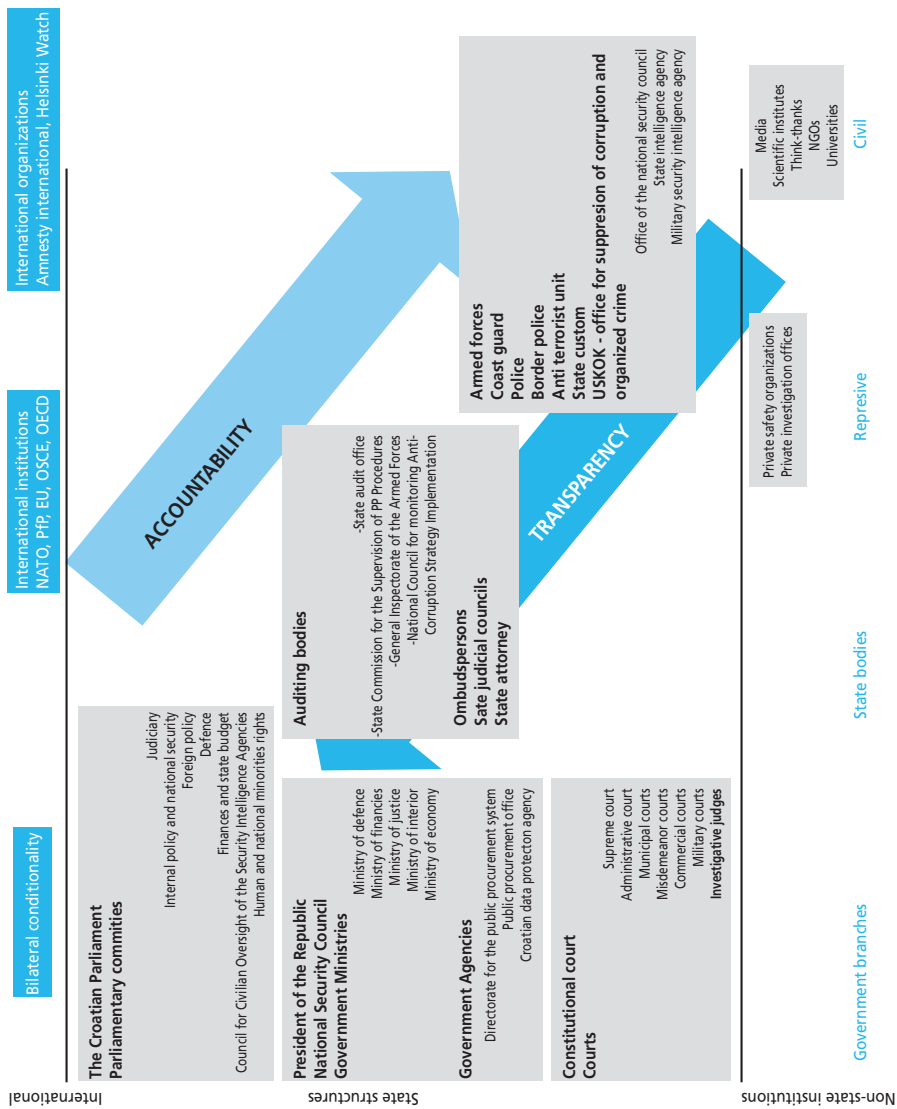 Bilateral conditionality
International institutions
NATO, PfP, EU, OSCE, OECD
International organizations
Amnesty international, Helsinki Watch
International
State structures
Non-state institutions
The Croatian Parliament
Parliamentary commities
Judiciary
Internal policy and national security
Foreign policy
Defence
Finances and state budget
Council for Civilian Oversight of the Security Intelligence Agencies
Human and national minorities rights
President of the Republic
National Security Council
Government Ministries
Ministry of defence
Ministry of financies
Ministry of justice
Ministry of interior
Ministry of economy
Government Agencies
Directorate for the public procurement system
Public procurement office
Croatian data protecton agency
Constitutional court
Courts
Supreme court
Administrative court
Municipal courts
Misdemeanor courts
Commercial courts
Military courts
Investigative judges
ACCOUNTABILITY
Auditing bodies
-State audit office
-State Commission for the Supervision of PP Procedures
-General Inspectorate of the Armed Forces
-National Council for monitoring Anti-
Corruption Strategy Implementation
Ombudspersons
Sate judicial councils
State attorney
TRANSPARENCY
Armed forces
Coast guard
Police
Border police
Anti terrorist unit
State custom
USKOK - office for suppresion of corruption and
organized crime
Office of the national security council
State intelligence agency
Military security intelligence agency
Private safety organizations
Private investigation offices
Media
Scientific institutes
Think-thanks
NGOs
Universities
Government branches
State bodies
Represive
Civil